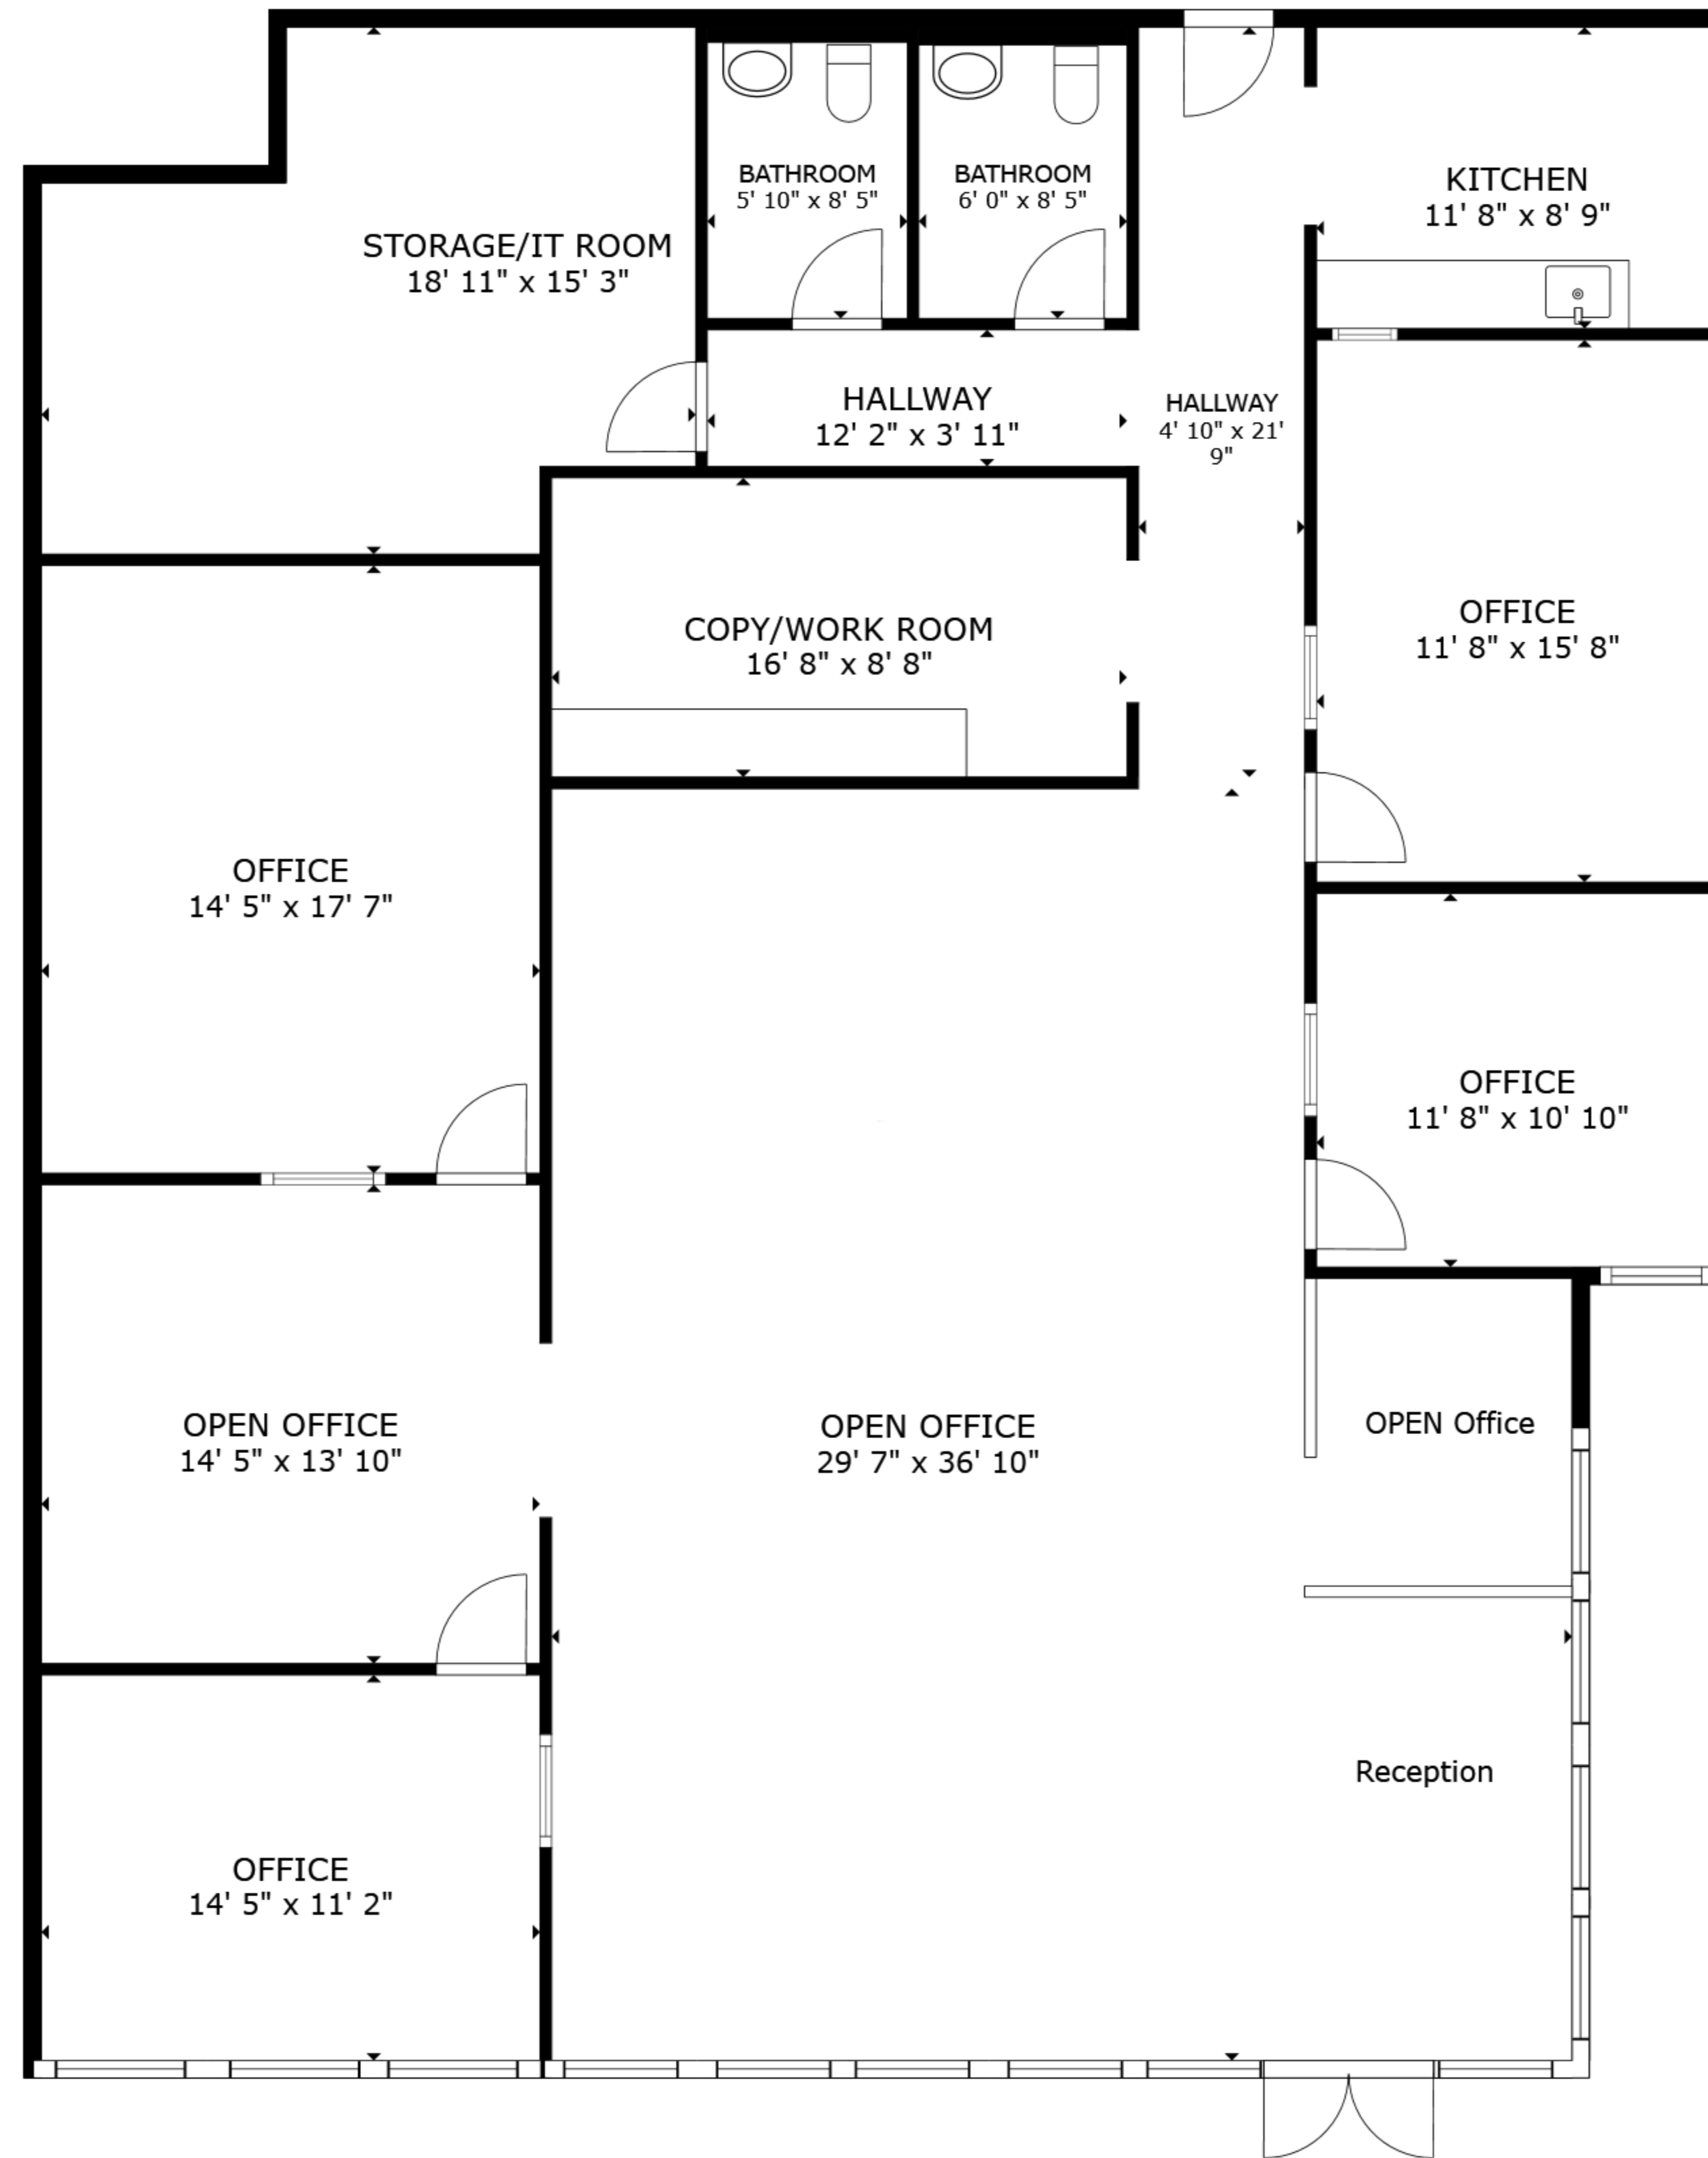 BATHROOM
5' 10" x 8' 5"
BATHROOM
6' 0" x 8' 5"
KITCHEN
11' 8" x 8' 9"
STORAGE/IT ROOM
18' 11" x 15' 3"
HALLWAY
12' 2" x 3' 11"
HALLWAY
4' 10" x 21'
9"
COPY/WORK ROOM
16' 8" x 8' 8"
OFFICE
11' 8" x 15' 8"
OFFICE
14' 5" x 17' 7"
OFFICE
11' 8" x 10' 10"
OPEN OFFICE
14' 5" x 13' 10"
OPEN OFFICE
29' 7" x 36' 10"
OPEN Office
Reception
OFFICE
14' 5" x 11' 2"